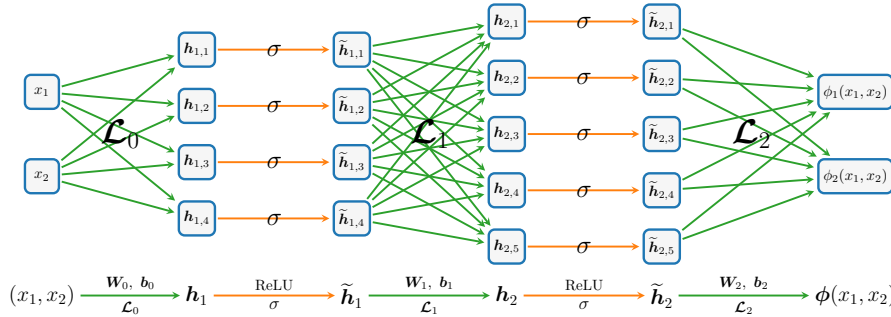 h₂,₁ σ h̃₂,₁
h₁,₁ σ h̃₁,₁
x₁ h₂,₂ σ h̃₂,₂ ϕ₁(x₁, x₂)
h₁,₂ σ h̃₁,₂
𝓛₀ 𝓛₁ h₂,₃ σ h̃₂,₃ 𝓛₂
h₁,₃ σ h̃₁,₃
x₂ h₂,₄ σ h̃₂,₄ ϕ₂(x₁, x₂)
h₁,₄ σ h̃₁,₄
h₂,₅ σ h̃₂,₅
W₀, b₀ ReLU W₁, b₁ ReLU W₂, b₂
(x₁, x₂) h₁ h̃₁ h₂ h̃₂ ϕ(x₁, x₂)
𝓛₀ σ 𝓛₁ σ 𝓛₂